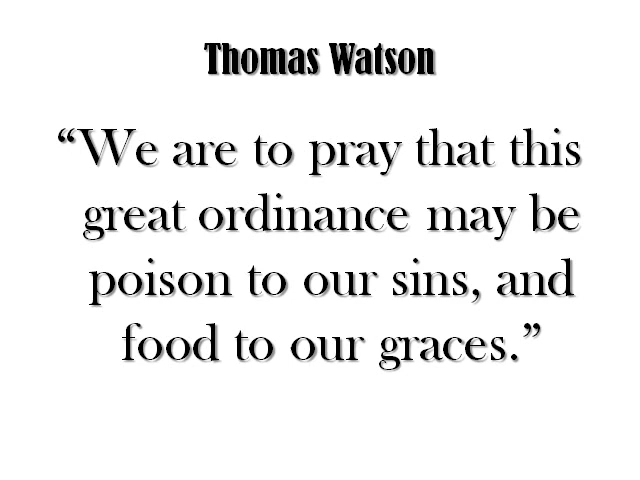 Thomas Watson
“We are to pray that this
great ordinance may be
poison to our sins, and
food to our graces.”